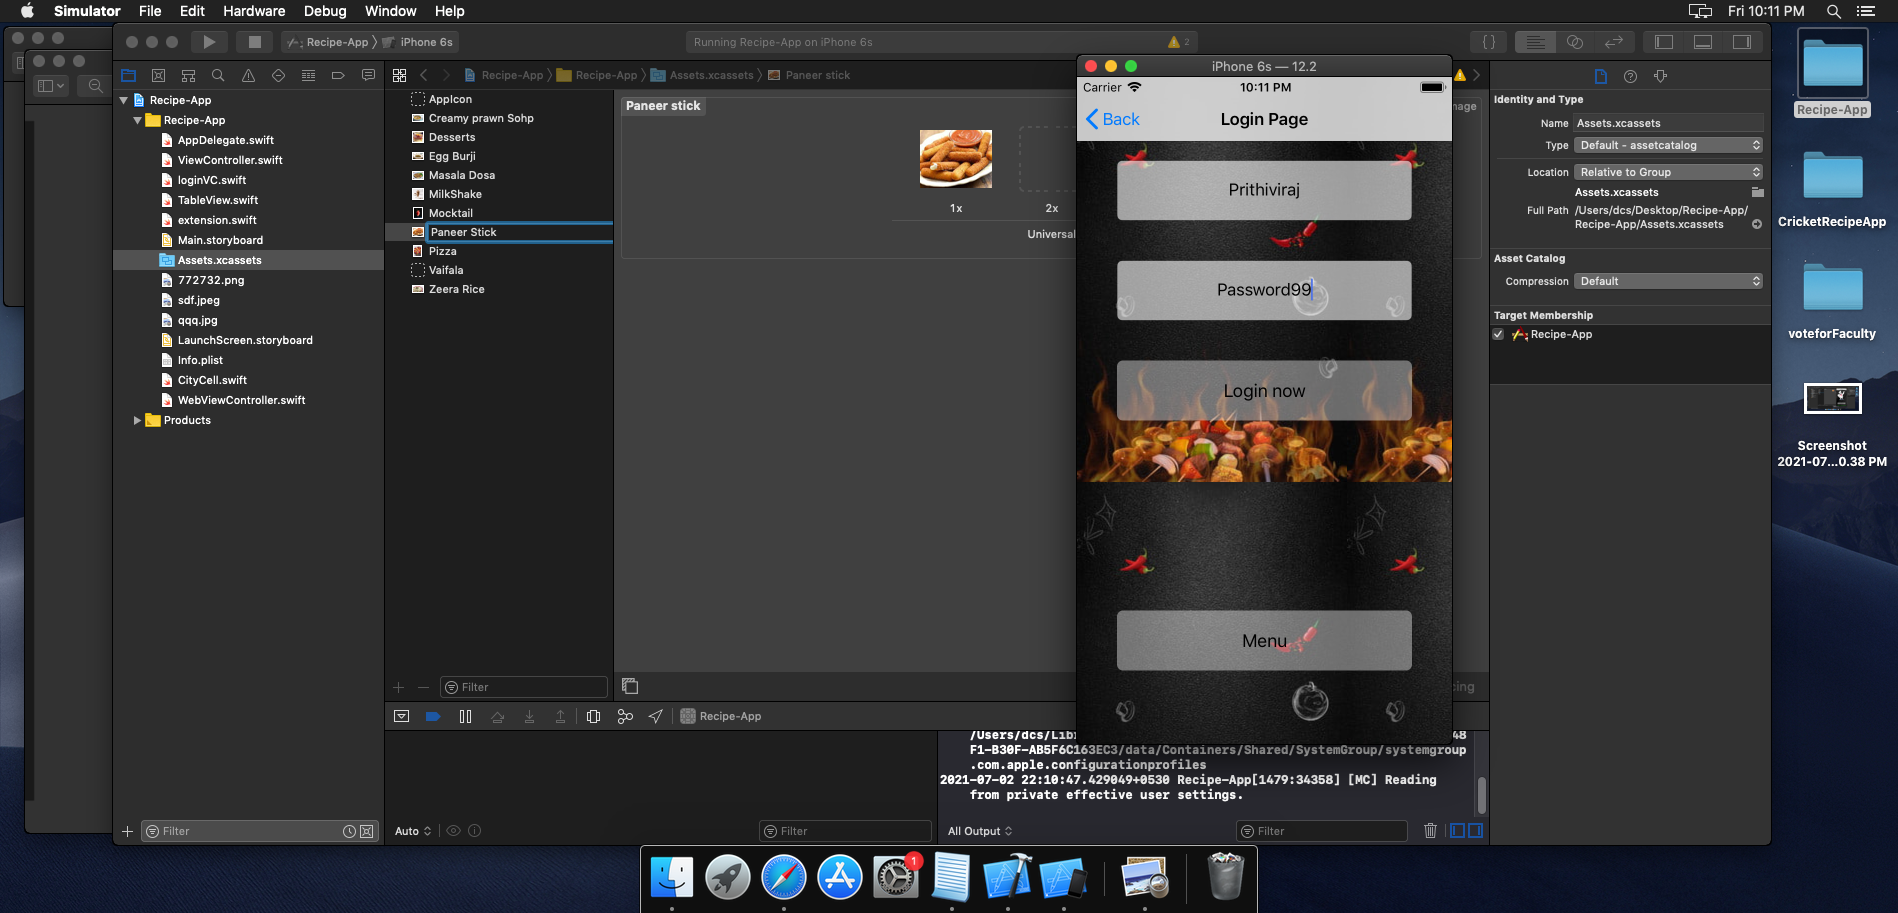 Simulator File Edit Hardware Debug Window Help
Fri 10:11 PM
Recipe-App iPhone 6s
Running Recipe-App on iPhone 6s
2
Recipe-App
Recipe-App
AppDelegate.swift
ViewController.swift
loginVC.swift
TableView.swift
extension.swift
Main.storyboard
Assets.xcassets
772732.png
sdf.jpeg
qqq.jpg
LaunchScreen.storyboard
Info.plist
CityCell.swift
WebViewController.swift
Products
Filter
Recipe-App Recipe-App Assets.xcassets Paneer stick
AppIcon
Creamy prawn Sohp
Desserts
Egg Burji
Masala Dosa
MilkShake
Mocktail
Paneer Stick
Pizza
Vaifala
Zeera Rice
Filter
Paneer stick
1x 2x
Universal
iPhone 6s — 12.2
Carrier 10:11 PM
Back Login Page
Prithiviraj
Password99
Login now
Menu
Identity and Type
Name Assets.xcassets
Type Default - assetcatalog
Location Relative to Group
Assets.xcassets
Full Path /Users/dcs/Desktop/Recipe-App/
Recipe-App/Assets.xcassets
Asset Catalog
Compression Default
Target Membership
Recipe-App
Recipe-App
Auto
Filter
F1-B30F-AB5F6C163EC3/data/Containers/Shared/SystemGroup/systemgroup
.com.apple.configurationprofiles
2021-07-02 22:10:47.429049+0530 Recipe-App[1479:34358] [MC] Reading
from private effective user settings.
All Output
Filter
Recipe-App
CricketRecipeApp
voteforFaculty
Screenshot
2021-07...0.38 PM
1